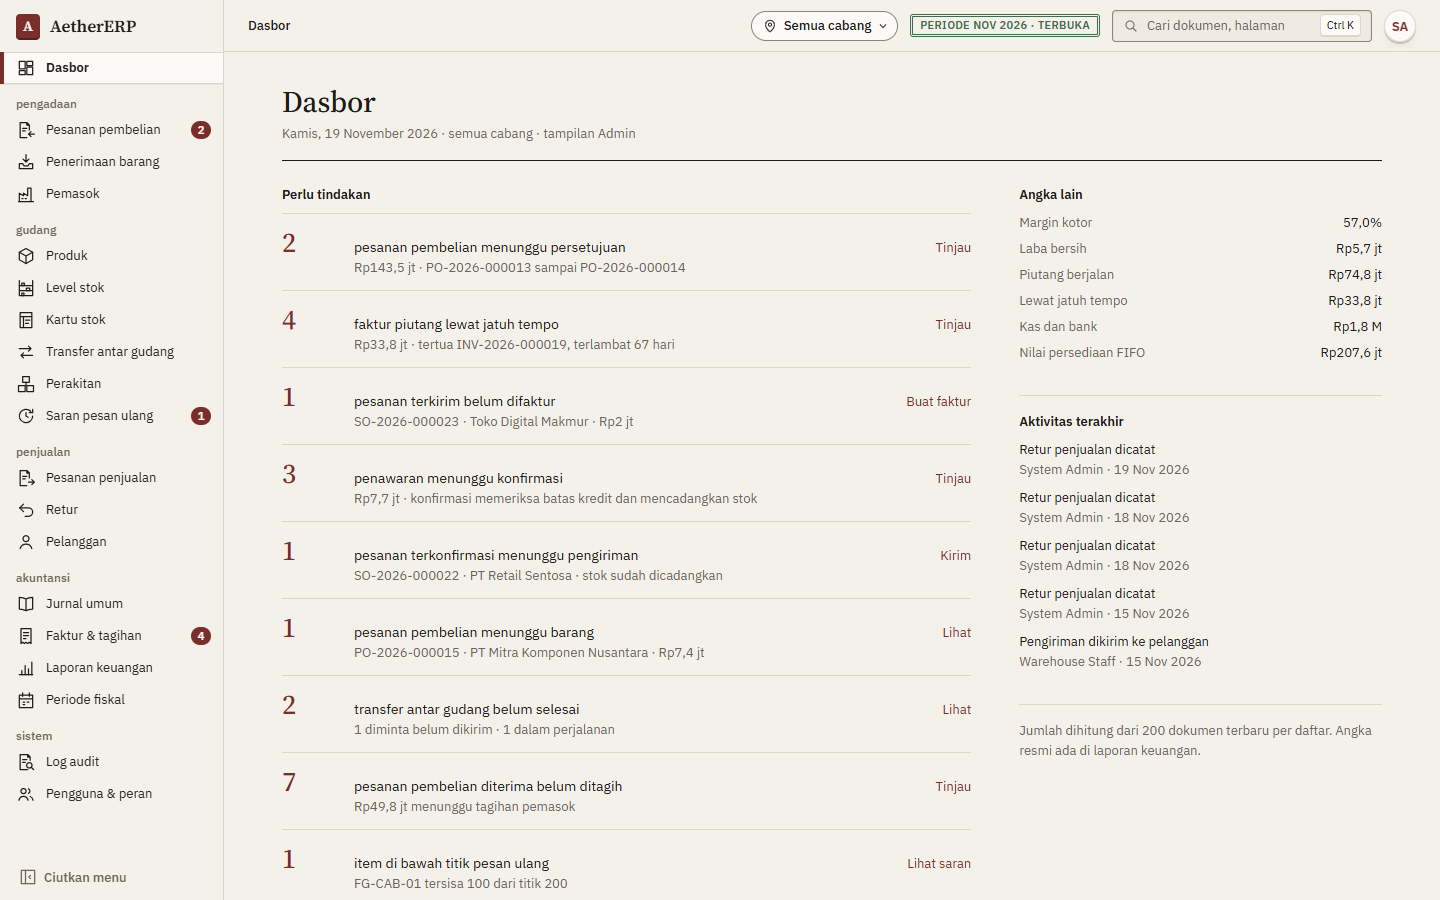 A AetherERP
Dasbor
pengadaan
Pesanan pembelian 2
Penerimaan barang
Pemasok
gudang
Produk
Level stok
Kartu stok
Transfer antar gudang
Perakitan
Saran pesan ulang 1
penjualan
Pesanan penjualan
Retur
Pelanggan
akuntansi
Jurnal umum
Faktur & tagihan 4
Laporan keuangan
Periode fiskal
sistem
Log audit
Pengguna & peran
Ciutkan menu
Dasbor
Semua cabang
PERIODE NOV 2026 · TERBUKA
Cari dokumen, halaman Ctrl K
SA
Dasbor
Kamis, 19 November 2026 · semua cabang · tampilan Admin
Perlu tindakan
2 pesanan pembelian menunggu persetujuan Tinjau
Rp143,5 jt · PO-2026-000013 sampai PO-2026-000014
4 faktur piutang lewat jatuh tempo Tinjau
Rp33,8 jt · tertua INV-2026-000019, terlambat 67 hari
1 pesanan terkirim belum difaktur Buat faktur
SO-2026-000023 · Toko Digital Makmur · Rp2 jt
3 penawaran menunggu konfirmasi Tinjau
Rp7,7 jt · konfirmasi memeriksa batas kredit dan mencadangkan stok
1 pesanan terkonfirmasi menunggu pengiriman Kirim
SO-2026-000022 · PT Retail Sentosa · stok sudah dicadangkan
1 pesanan pembelian menunggu barang Lihat
PO-2026-000015 · PT Mitra Komponen Nusantara · Rp7,4 jt
2 transfer antar gudang belum selesai Lihat
1 diminta belum dikirim · 1 dalam perjalanan
7 pesanan pembelian diterima belum ditagih Tinjau
Rp49,8 jt menunggu tagihan pemasok
1 item di bawah titik pesan ulang Lihat saran
FG-CAB-01 tersisa 100 dari titik 200
Angka lain
Margin kotor 57,0%
Laba bersih Rp5,7 jt
Piutang berjalan Rp74,8 jt
Lewat jatuh tempo Rp33,8 jt
Kas dan bank Rp1,8 M
Nilai persediaan FIFO Rp207,6 jt
Aktivitas terakhir
Retur penjualan dicatat
System Admin · 19 Nov 2026
Retur penjualan dicatat
System Admin · 18 Nov 2026
Retur penjualan dicatat
System Admin · 18 Nov 2026
Retur penjualan dicatat
System Admin · 15 Nov 2026
Pengiriman dikirim ke pelanggan
Warehouse Staff · 15 Nov 2026
Jumlah dihitung dari 200 dokumen terbaru per daftar. Angka
resmi ada di laporan keuangan.